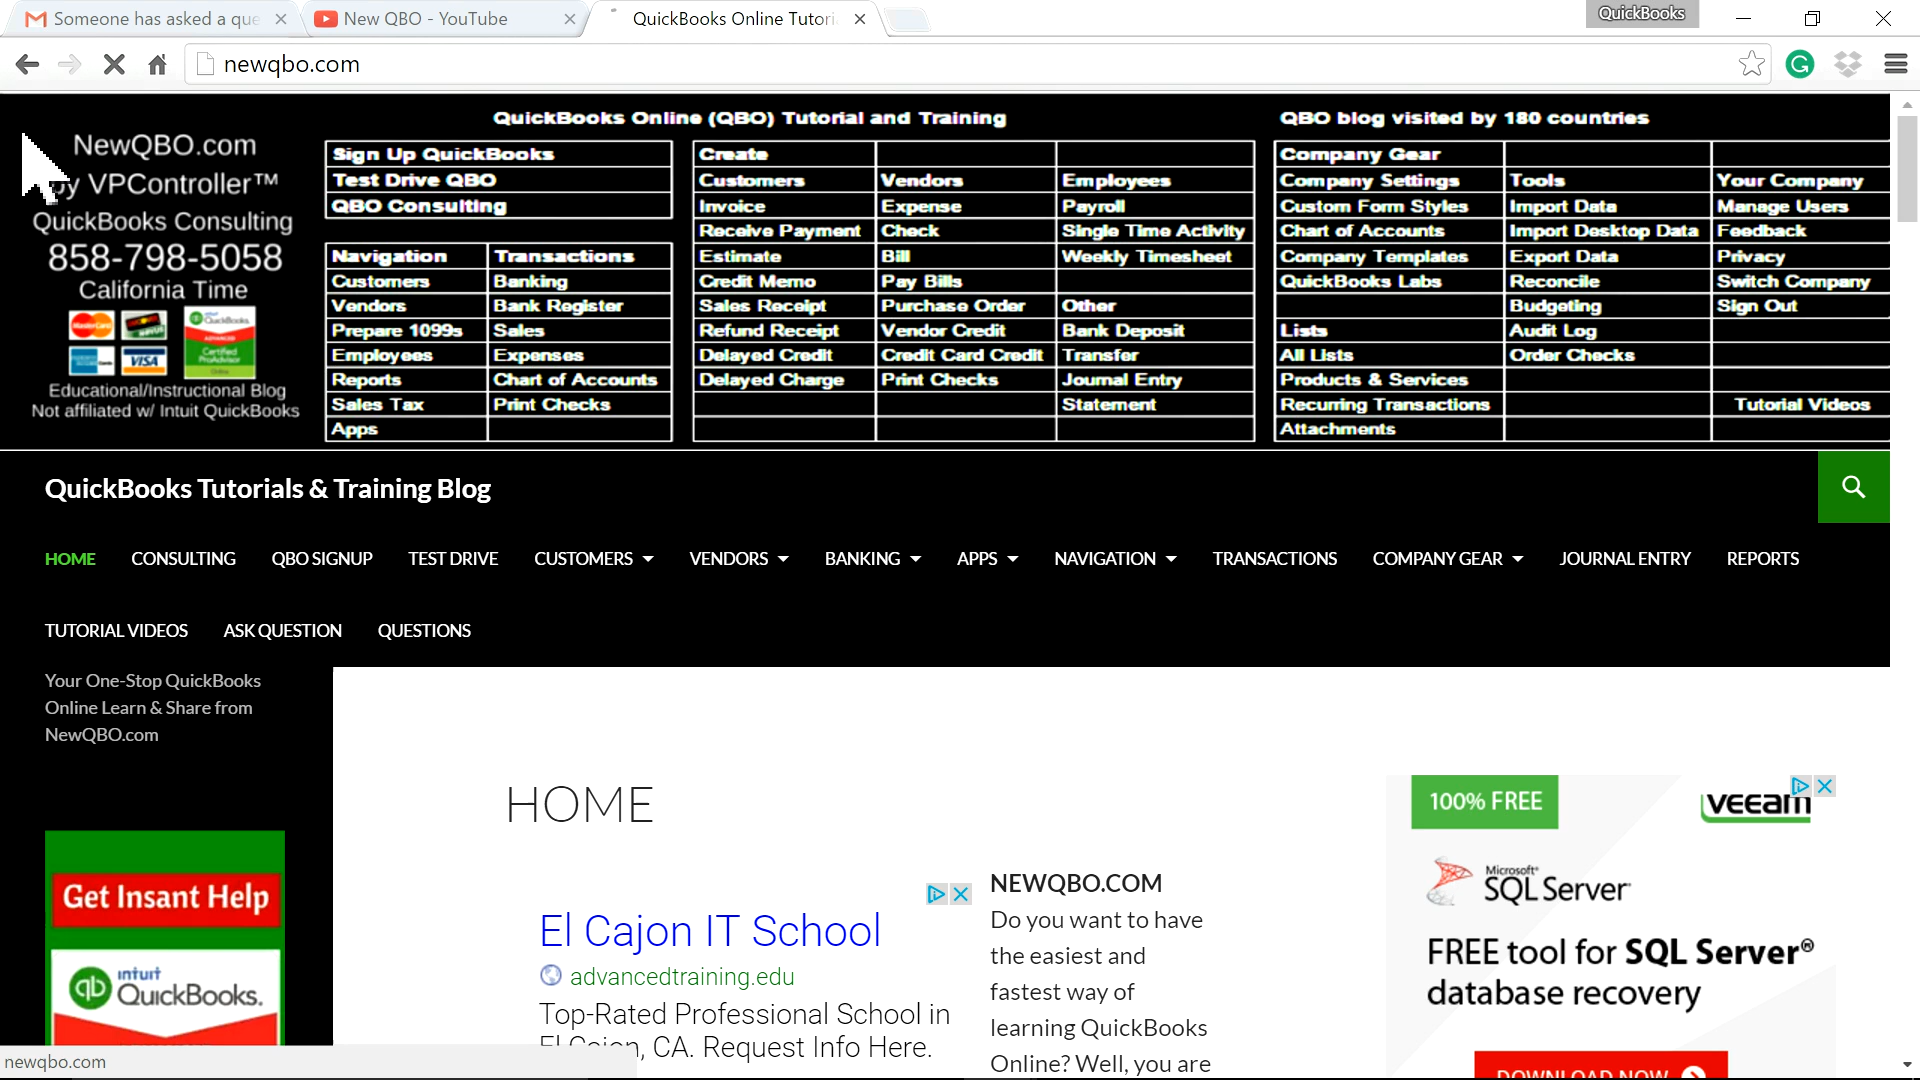 Someone has asked a que
New QBO - YouTube
QuickBooks Online Tutori
QuickBooks
newqbo.com
NewQBO.com
by VPController™
QuickBooks Consulting
858-798-5058
California Time
MasterCard
VISA
QuickBooks
Certified
ProAdvisor
Educational/Instructional Blog
Not affiliated w/ Intuit QuickBooks
QuickBooks Online (QBO) Tutorial and Training
QBO blog visited by 180 countries
Sign Up QuickBooks
Test Drive QBO
QBO Consulting
Navigation Transactions
Customers Banking
Vendors Bank Register
Prepare 1099s Sales
Employees Expenses
Reports Chart of Accounts
Sales Tax Print Checks
Apps
Create
Customers Vendors Employees
Invoice Expense Payroll
Receive Payment Check Single Time Activity
Estimate Bill Weekly Timesheet
Credit Memo Pay Bills
Sales Receipt Purchase Order Other
Refund Receipt Vendor Credit Bank Deposit
Delayed Credit Credit Card Credit Transfer
Delayed Charge Print Checks Journal Entry
Statement
Company Gear
Company Settings Tools Your Company
Custom Form Styles Import Data Manage Users
Chart of Accounts Import Desktop Data Feedback
Company Templates Export Data Privacy
QuickBooks Labs Reconcile Switch Company
Budgeting Sign Out
Lists Audit Log
All Lists Order Checks
Products & Services
Recurring Transactions Tutorial Videos
Attachments
QuickBooks Tutorials & Training Blog
HOME CONSULTING QBO SIGNUP TEST DRIVE CUSTOMERS VENDORS BANKING APPS NAVIGATION TRANSACTIONS COMPANY GEAR JOURNAL ENTRY REPORTS
TUTORIAL VIDEOS ASK QUESTION QUESTIONS
Your One-Stop QuickBooks
Online Learn & Share from
NewQBO.com
Get Insant Help
intuit
QuickBooks.
HOME
El Cajon IT School
advancedtraining.edu
Top-Rated Professional School in
El Cajon, CA. Request Info Here.
NEWQBO.COM
Do you want to have
the easiest and
fastest way of
learning QuickBooks
Online? Well, you are
100% FREE
veeam
Microsoft®
SQL Server®
FREE tool for SQL Server®
database recovery
DOWNLOAD NOW
newqbo.com